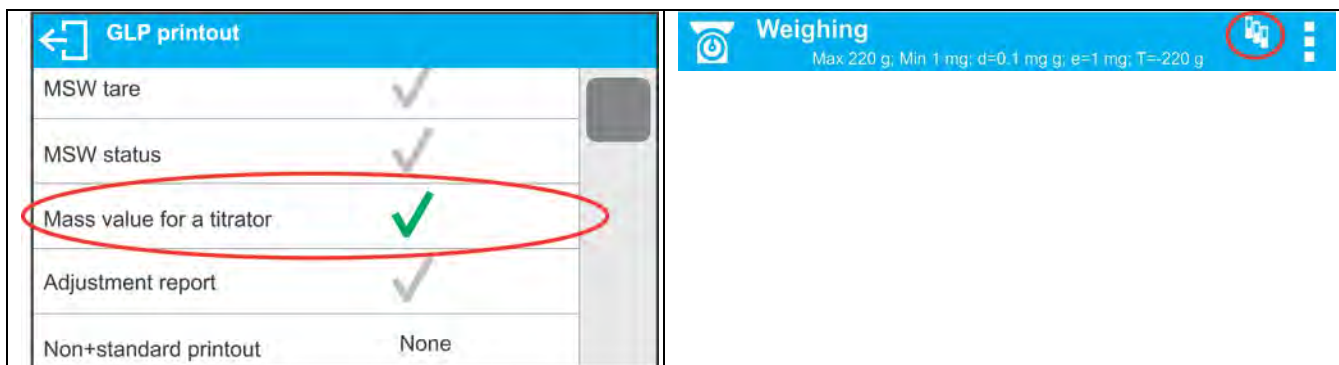 GLP printout
MSW tare
MSW status
Mass value for a titrator
Adjustment report
Non+standard printout None
Weighing
Max 220 g; Min 1 mg; d=0.1 mg g; e=1 mg; T=-220 g